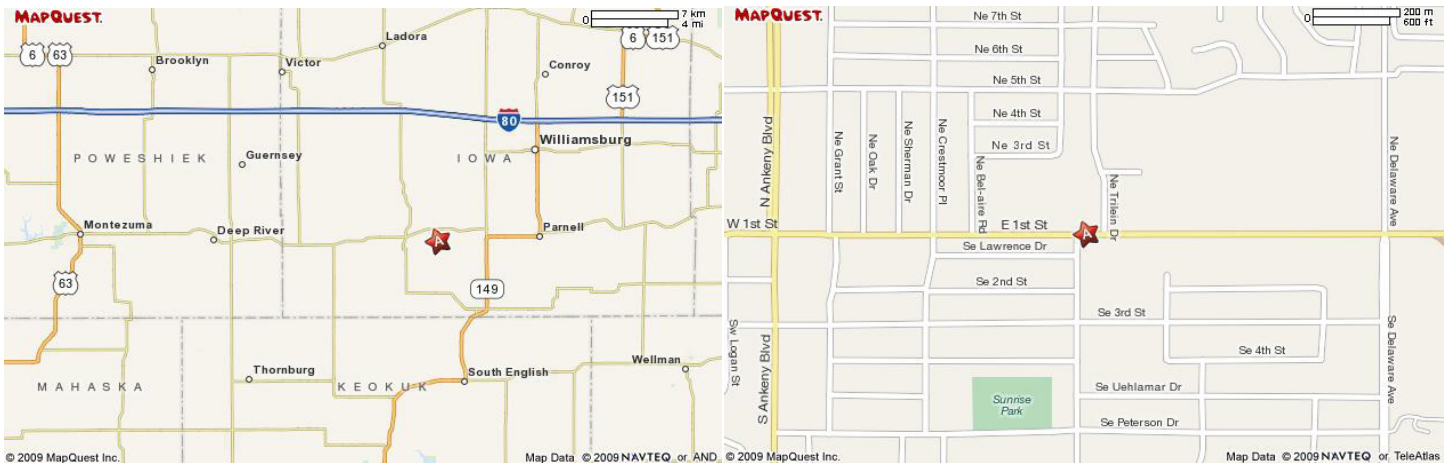 MAPQUEST.
0 7 km
4 mi
Ladora
6 63
6 151
Brooklyn
Victor
Conroy
151
80
Williamsburg
POWESHIEK
Guernsey
IOWA
Montezuma
Deep River
A
Parnell
63
149
Wellman
Thornburg
South English
MAHASKA
KEOKUK
© 2009 MapQuest Inc.
Map Data © 2009 NAVTEQ or AND
MAPQUEST.
0 200 m
600 ft
Ne 7th St
Ne 6th St
Ne 5th St
Ne 4th St
Ne 3rd St
N Ankeny Blvd
Ne Grant St
Ne Oak Dr
Ne Sherman Dr
Ne Crestmoor Pl
Ne Bel-aire Rd
Ne Trilein Dr
Ne Delaware Ave
W 1st St
E 1st St
A
Se Lawrence Dr
Se 2nd St
Se 3rd St
Se 4th St
Sw Logan St
S Ankeny Blvd
Se Delaware Ave
Se Uehlamar Dr
Sunrise
Park
Se Peterson Dr
© 2009 MapQuest Inc.
Map Data © 2009 NAVTEQ or TeleAtlas